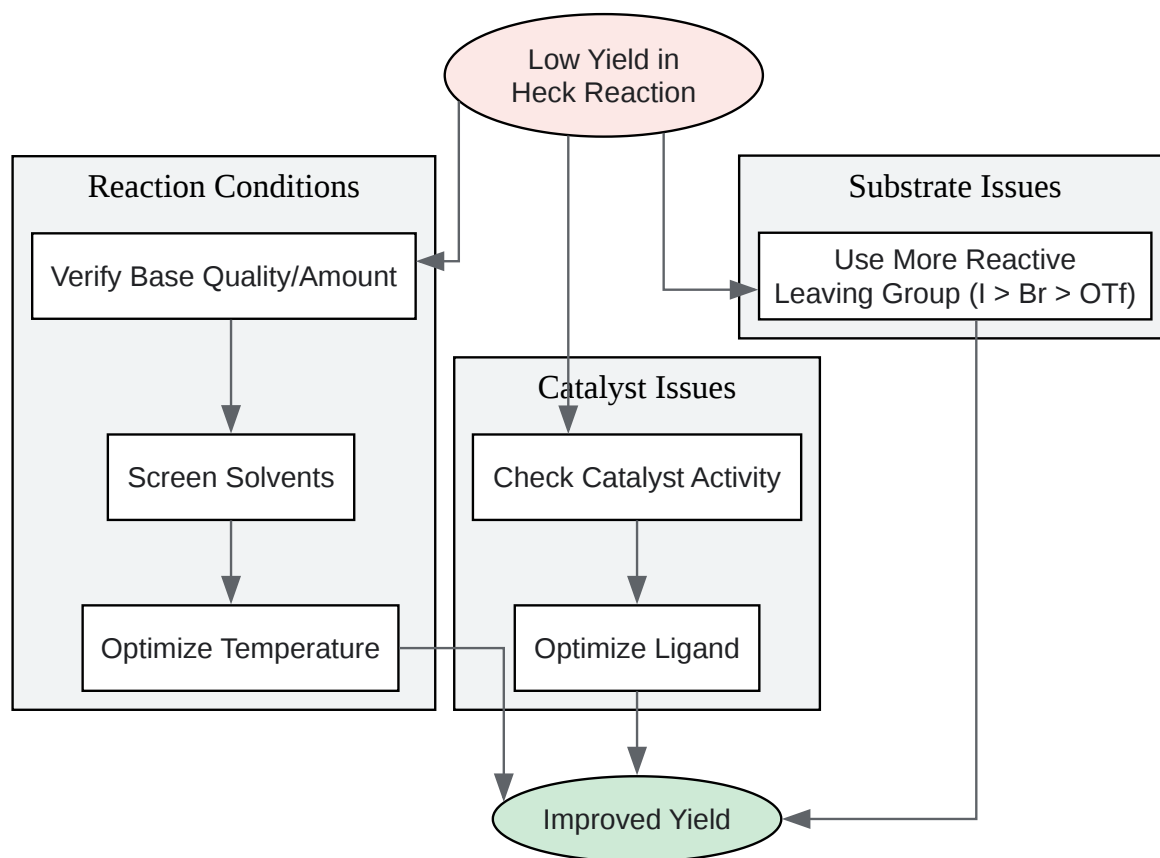 Low Yield in
Heck Reaction
Reaction Conditions
Verify Base Quality/Amount
Screen Solvents
Optimize Temperature
Catalyst Issues
Check Catalyst Activity
Optimize Ligand
Substrate Issues
Use More Reactive
Leaving Group (I > Br > OTf)
Improved Yield